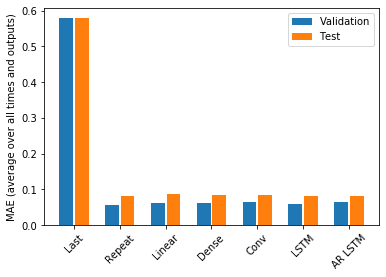 MAE (average over all times and outputs)
0.6
0.5
0.4
0.3
0.2
0.1
0.0
Validation
Test
Last
Repeat
Linear
Dense
Conv
LSTM
AR LSTM